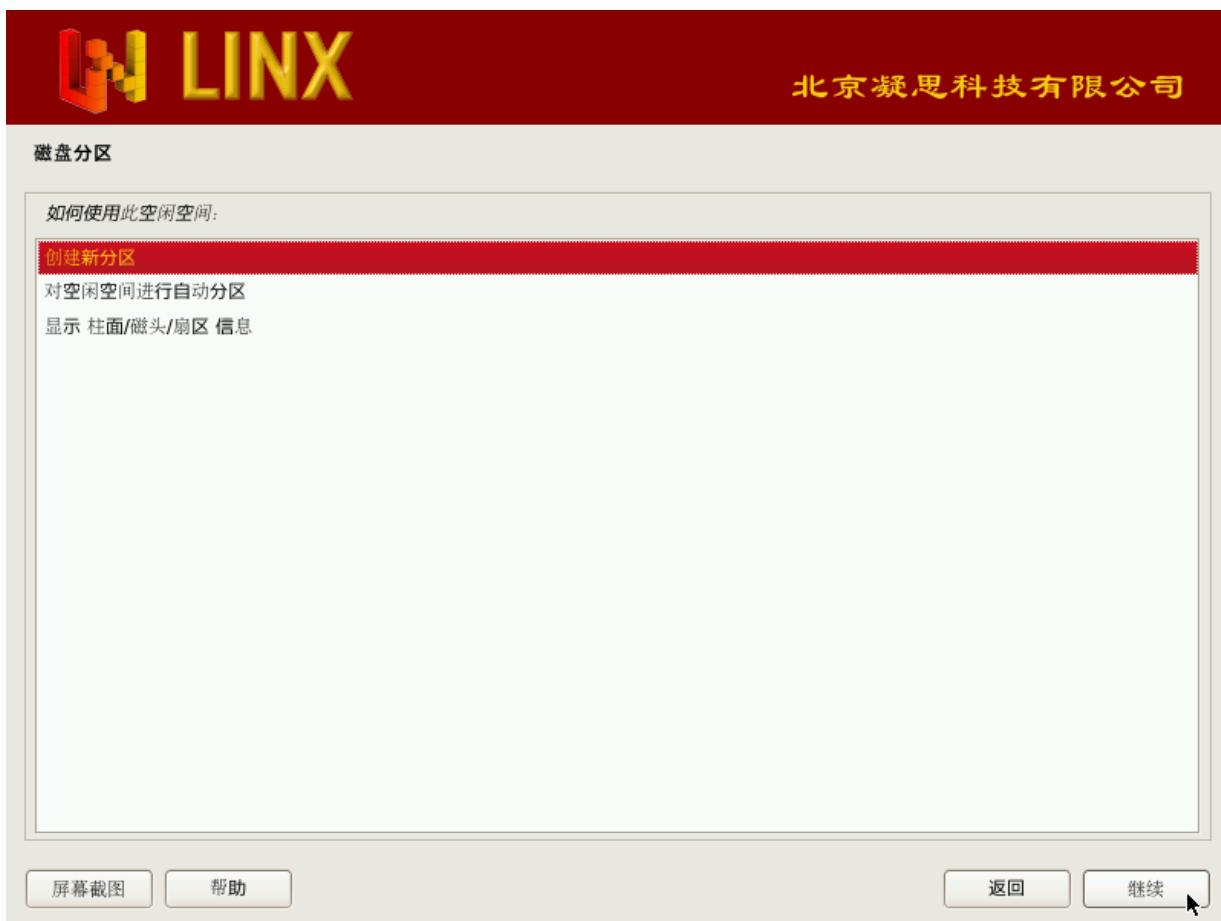 LINX
北京凝思科技有限公司
磁盘分区
如何使用此空闲空间:
创建新分区
对空闲空间进行自动分区
显示 柱面/磁头/扇区 信息
屏幕截图
帮助
返回
继续